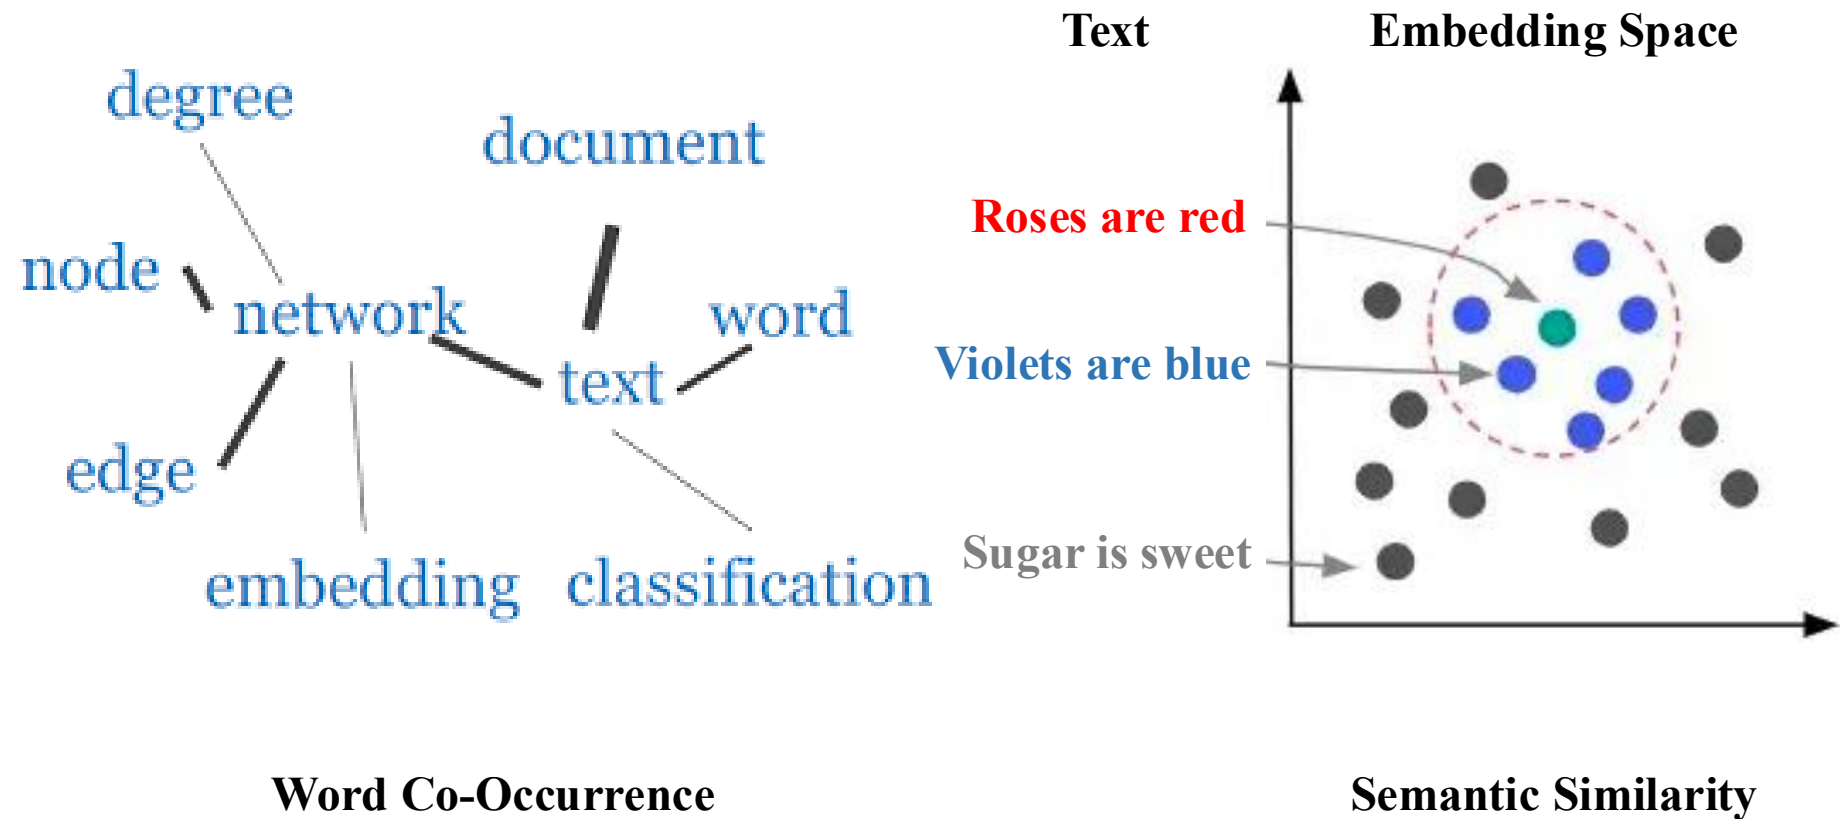 degree
document
node
network
word
text
edge
embedding
classification
Word Co-Occurrence
Text
Embedding Space
Roses are red
Violets are blue
Sugar is sweet
Semantic Similarity